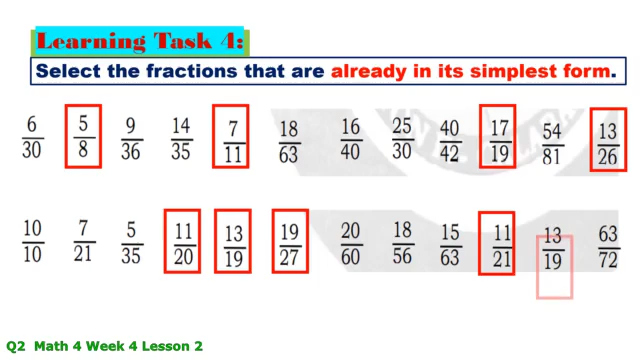 Learning Task 4:
Select the fractions that are already in its simplest form.
6/30 5/8 9/36 14/35 7/11 18/63 16/40 25/30 40/42 17/19 54/81 13/26
10/10 7/21 5/35 11/20 13/19 19/27 20/60 18/56 15/63 11/21 13/19 63/72
Q2 Math 4 Week 4 Lesson 2